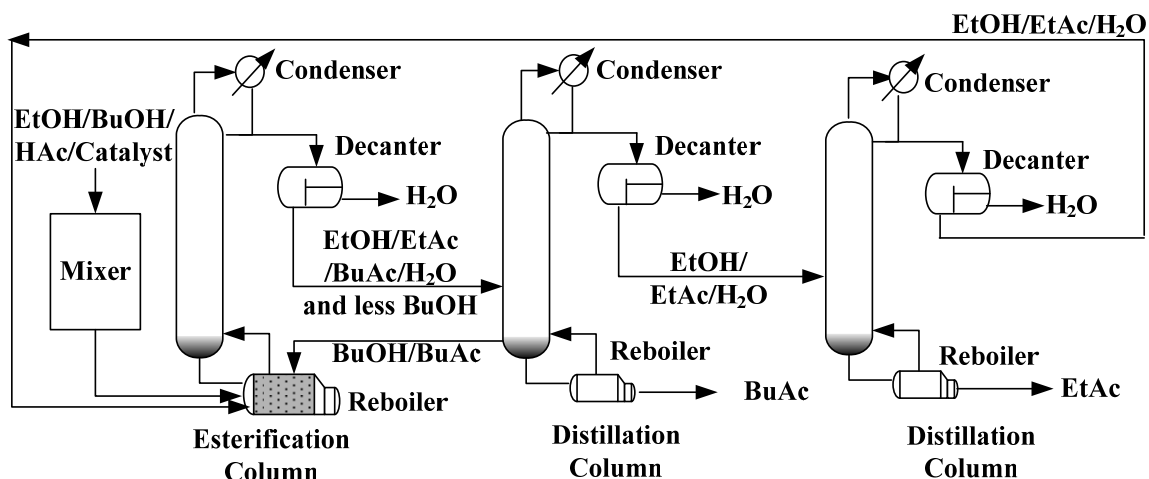 EtOH/EtAc/H₂O
Condenser
Condenser
Condenser
EtOH/BuOH/
HAc/Catalyst
Decanter
Decanter
Decanter
H₂O
H₂O
H₂O
Mixer
EtOH/EtAc
/BuAc/H₂O
and less BuOH
EtOH/
EtAc/H₂O
BuOH/BuAc
Reboiler
Reboiler
Reboiler
BuAc
EtAc
Esterification
Column
Distillation
Column
Distillation
Column